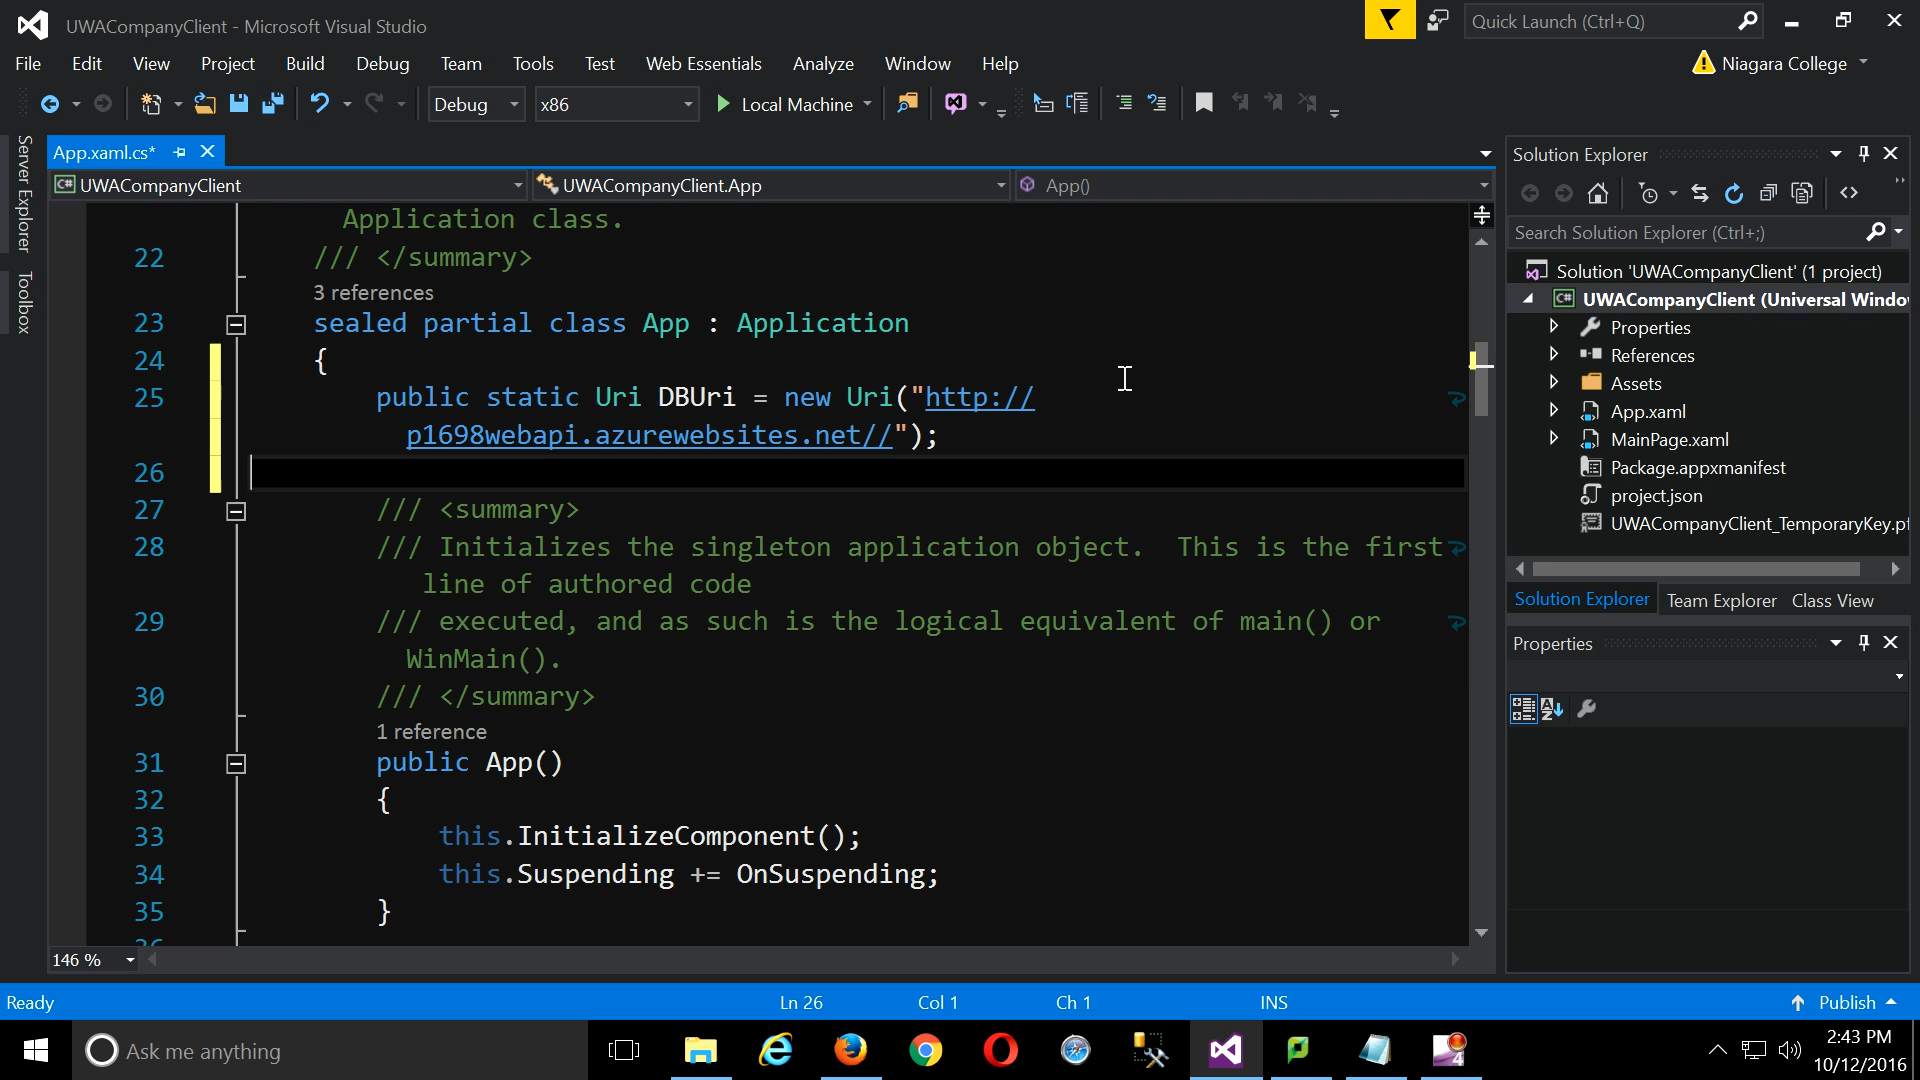 UWACompanyClient - Microsoft Visual Studio
Quick Launch (Ctrl+Q)
File Edit View Project Build Debug Team Tools Test Web Essentials Analyze Window Help
Niagara College
Debug x86 Local Machine
Server Explorer
Toolbox
App.xaml.cs*
UWACompanyClient UWACompanyClient.App App()
Application class.
22 /// </summary>
3 references
23 sealed partial class App : Application
24 {
25 public static Uri DBUri = new Uri("http://
p1698webapi.azurewebsites.net//");
26
27 /// <summary>
28 /// Initializes the singleton application object.  This is the first
line of authored code
29 /// executed, and as such is the logical equivalent of main() or
WinMain().
30 /// </summary>
1 reference
31 public App()
32 {
33 this.InitializeComponent();
34 this.Suspending += OnSuspending;
35 }
146 %
Solution Explorer
Search Solution Explorer (Ctrl+;)
Solution 'UWACompanyClient' (1 project)
C# UWACompanyClient (Universal Windo
Properties
References
Assets
App.xaml
MainPage.xaml
Package.appxmanifest
project.json
UWACompanyClient_TemporaryKey.pf
Solution Explorer Team Explorer Class View
Properties
Ready Ln 26 Col 1 Ch 1 INS Publish
Ask me anything
4
2:43 PM
10/12/2016